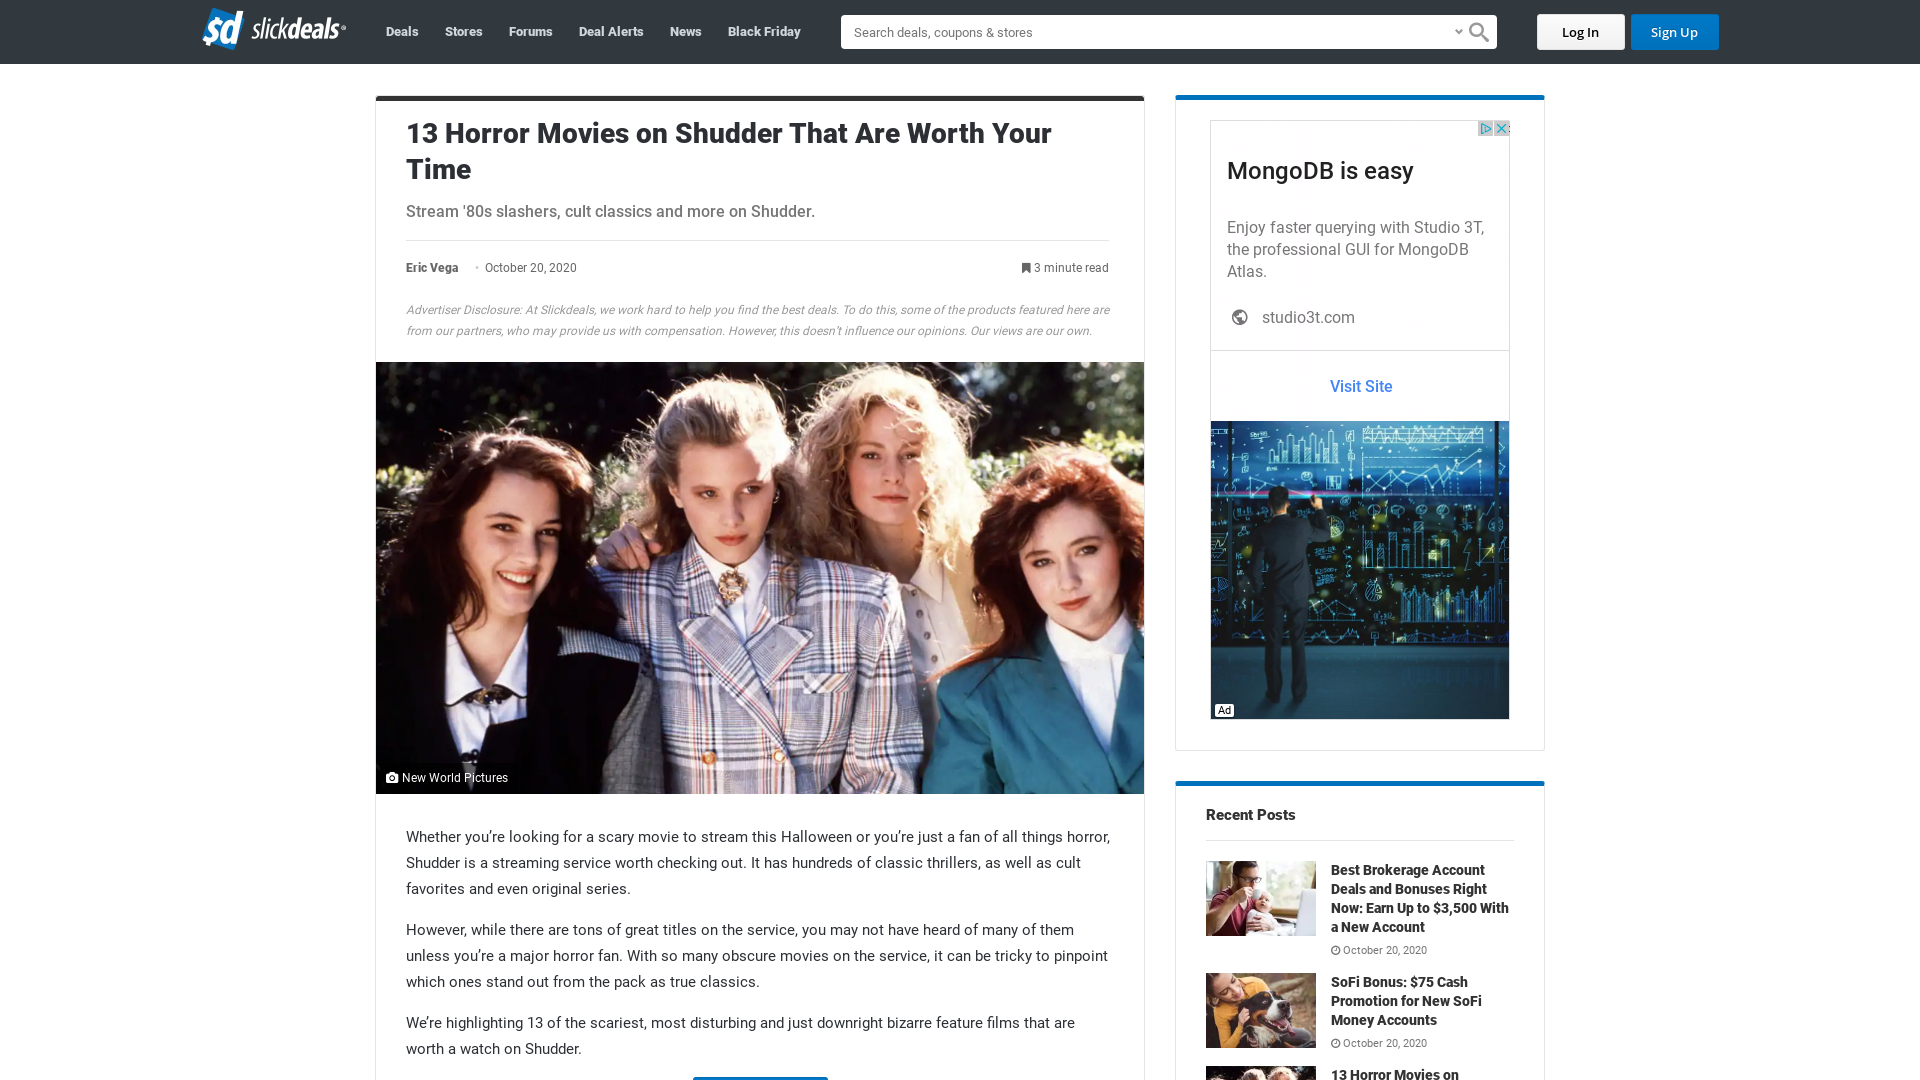 sd slickdeals
Deals
Stores
Forums
Deal Alerts
News
Black Friday
Search deals, coupons & stores
Log In
Sign Up
13 Horror Movies on Shudder That Are Worth Your
Time
Stream '80s slashers, cult classics and more on Shudder.
Eric Vega • October 20, 2020
3 minute read
Advertiser Disclosure: At Slickdeals, we work hard to help you find the best deals. To do this, some of the products featured here are
from our partners, who may provide us with compensation. However, this doesn't influence our opinions. Our views are our own.
New World Pictures
Whether you’re looking for a scary movie to stream this Halloween or you’re just a fan of all things horror,
Shudder is a streaming service worth checking out. It has hundreds of classic thrillers, as well as cult
favorites and even original series.
However, while there are tons of great titles on the service, you may not have heard of many of them
unless you’re a major horror fan. With so many obscure movies on the service, it can be tricky to pinpoint
which ones stand out from the pack as true classics.
We’re highlighting 13 of the scariest, most disturbing and just downright bizarre feature films that are
worth a watch on Shudder.
MongoDB is easy
Enjoy faster querying with Studio 3T,
the professional GUI for MongoDB
Atlas.
studio3t.com
Visit Site
Ad
Recent Posts
Best Brokerage Account
Deals and Bonuses Right
Now: Earn Up to $3,500 With
a New Account
October 20, 2020
SoFi Bonus: $75 Cash
Promotion for New SoFi
Money Accounts
October 20, 2020
13 Horror Movies on